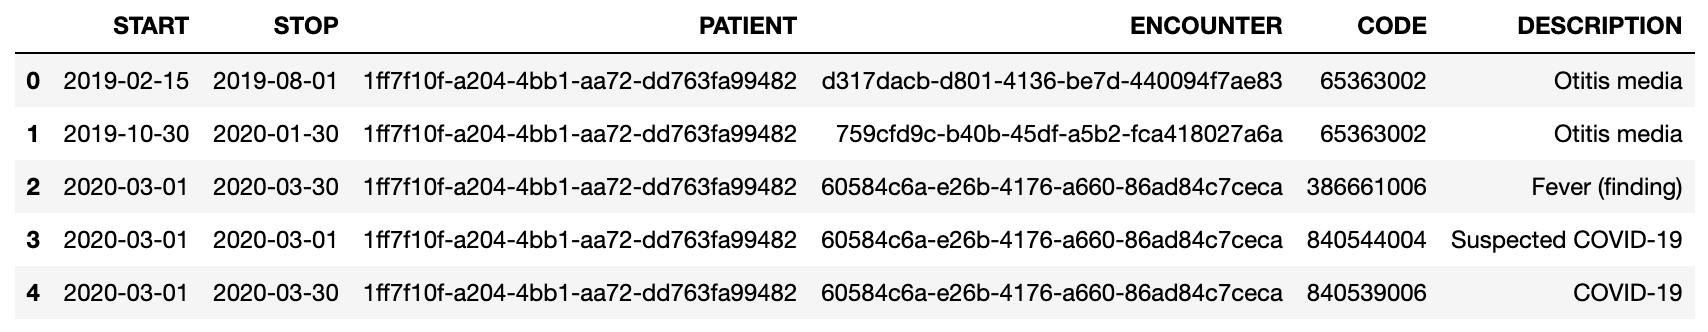 START STOP PATIENT ENCOUNTER CODE DESCRIPTION
0 2019-02-15 2019-08-01 1ff7f10f-a204-4bb1-aa72-dd763fa99482 d317dacb-d801-4136-be7d-440094f7ae83 65363002 Otitis media
1 2019-10-30 2020-01-30 1ff7f10f-a204-4bb1-aa72-dd763fa99482 759cfd9c-b40b-45df-a5b2-fca418027a6a 65363002 Otitis media
2 2020-03-01 2020-03-30 1ff7f10f-a204-4bb1-aa72-dd763fa99482 60584c6a-e26b-4176-a660-86ad84c7ceca 386661006 Fever (finding)
3 2020-03-01 2020-03-01 1ff7f10f-a204-4bb1-aa72-dd763fa99482 60584c6a-e26b-4176-a660-86ad84c7ceca 840544004 Suspected COVID-19
4 2020-03-01 2020-03-30 1ff7f10f-a204-4bb1-aa72-dd763fa99482 60584c6a-e26b-4176-a660-86ad84c7ceca 840539006 COVID-19